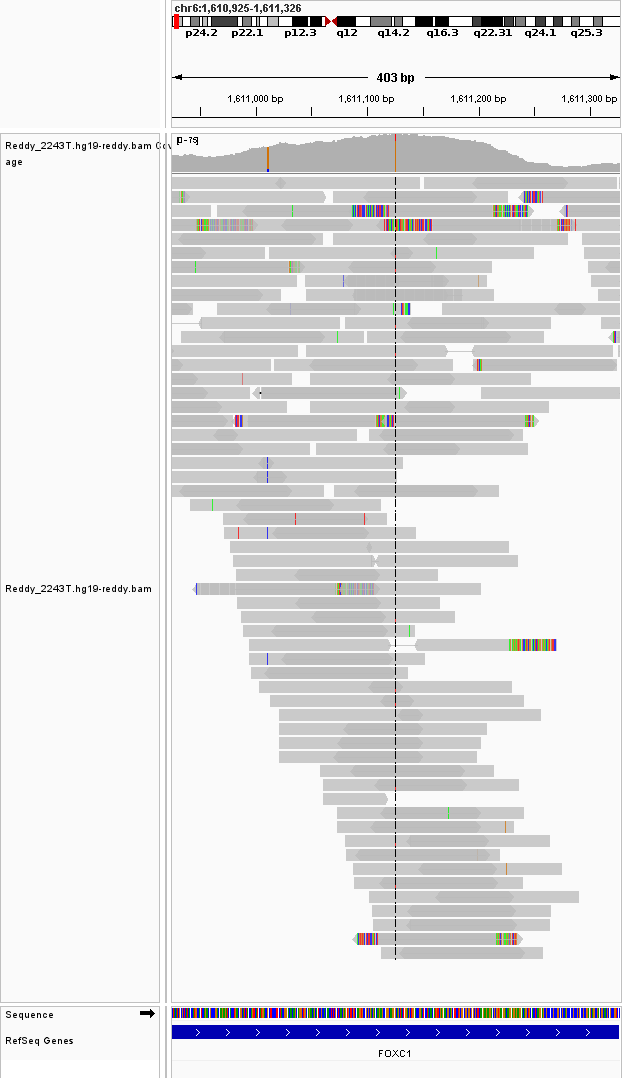 chr6:1,610,925-1,611,326
p24.2 p22.1 p12.3 q12 q14.2 q16.3 q22.31 q24.1 q25.3
403 bp
1,611,000 bp 1,611,100 bp 1,611,200 bp 1,611,300 bp
[0-79]
Reddy_2243T.hg19-reddy.bam Cov
age
Reddy_2243T.hg19-reddy.bam
Sequence
RefSeq Genes
FOXC1